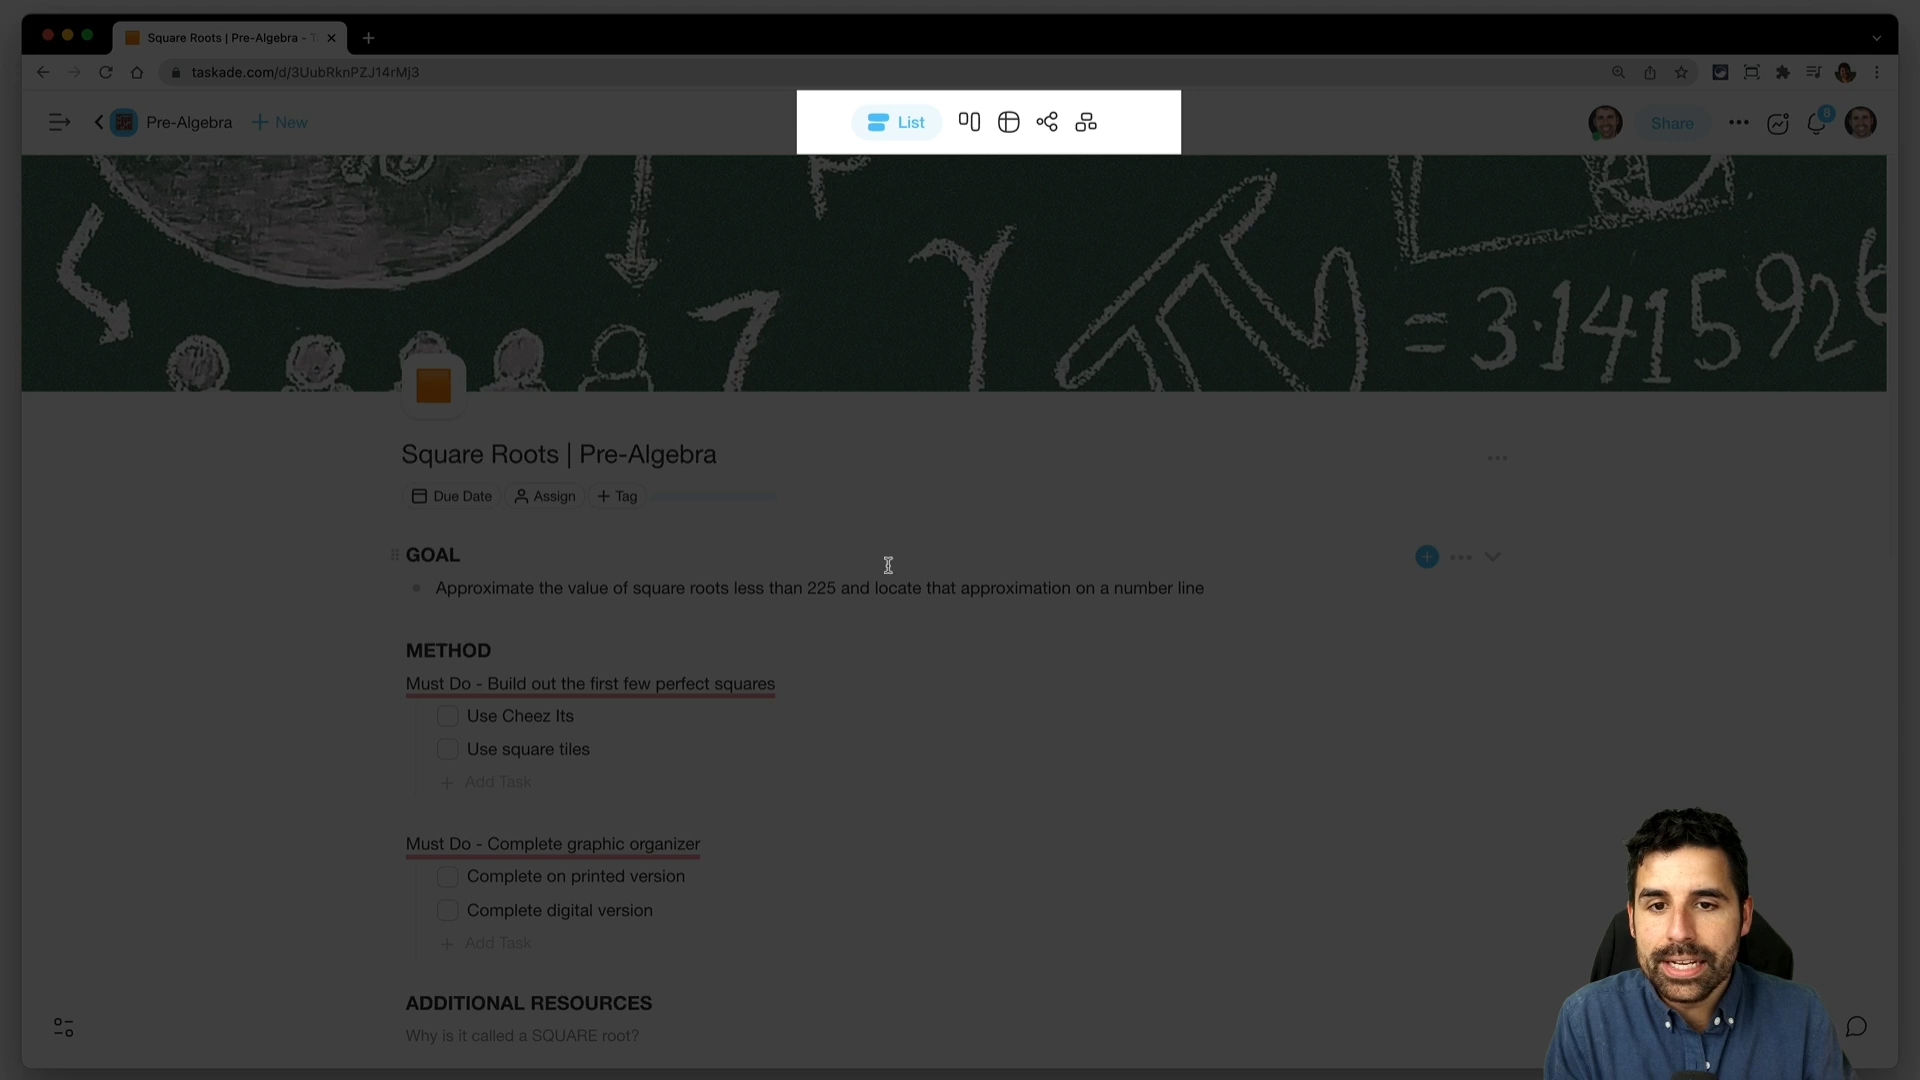 Square Roots | Pre-Algebra - T
taskade.com/d/3UubRknPZJ14rMj3
Pre-Algebra
+ New
List
Share
8
= 3.1415926
Square Roots | Pre-Algebra
Due Date
Assign
+ Tag
GOAL
Approximate the value of square roots less than 225 and locate that approximation on a number line
METHOD
Must Do - Build out the first few perfect squares
Use Cheez Its
Use square tiles
+ Add Task
Must Do - Complete graphic organizer
Complete on printed version
Complete digital version
+ Add Task
ADDITIONAL RESOURCES
Why is it called a SQUARE root?